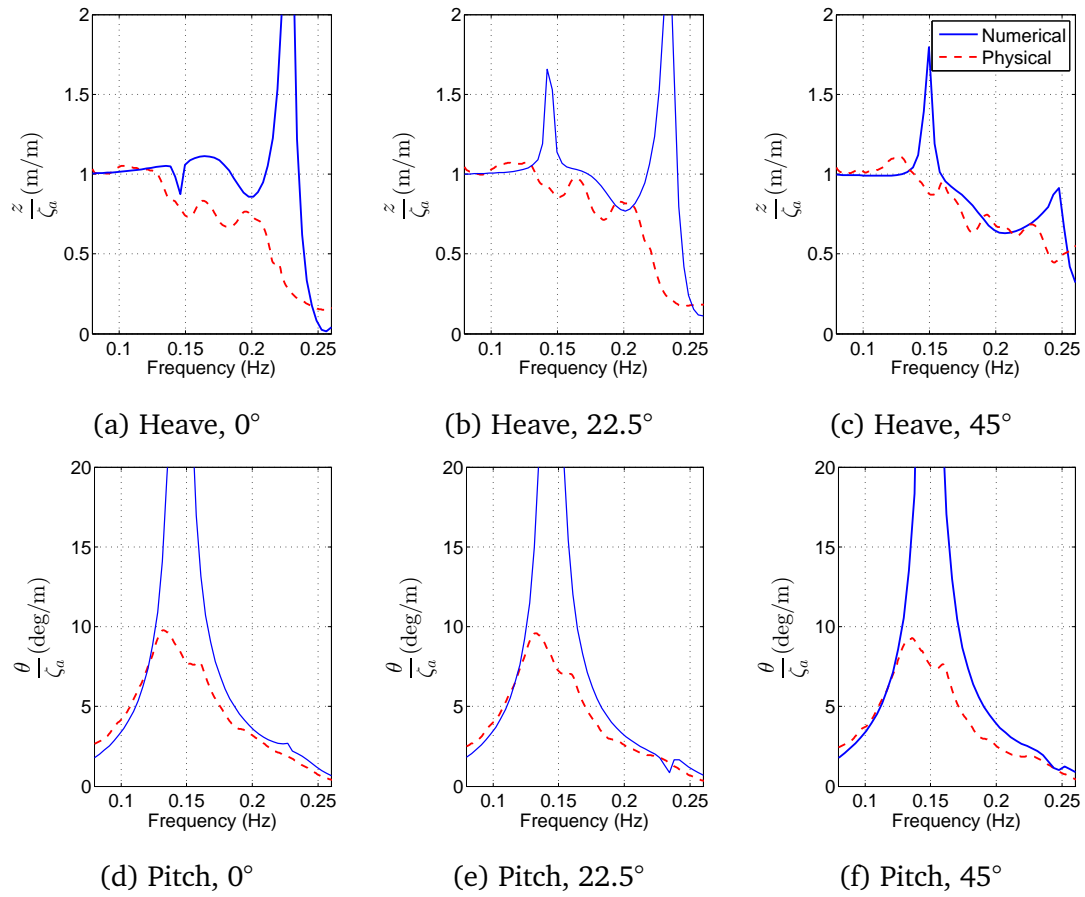 2
1.5
1
0.5
0
0.1 0.15 0.2 0.25
Frequency (Hz)
z/ζa (m/m)
(a) Heave, 0°
2
1.5
1
0.5
0
0.1 0.15 0.2 0.25
Frequency (Hz)
z/ζa (m/m)
(b) Heave, 22.5°
2
1.5
1
0.5
0
0.1 0.15 0.2 0.25
Frequency (Hz)
z/ζa (m/m)
Numerical
Physical
(c) Heave, 45°
20
15
10
5
0
0.1 0.15 0.2 0.25
Frequency (Hz)
θ/ζa (deg/m)
(d) Pitch, 0°
20
15
10
5
0
0.1 0.15 0.2 0.25
Frequency (Hz)
θ/ζa (deg/m)
(e) Pitch, 22.5°
20
15
10
5
0
0.1 0.15 0.2 0.25
Frequency (Hz)
θ/ζa (deg/m)
(f) Pitch, 45°